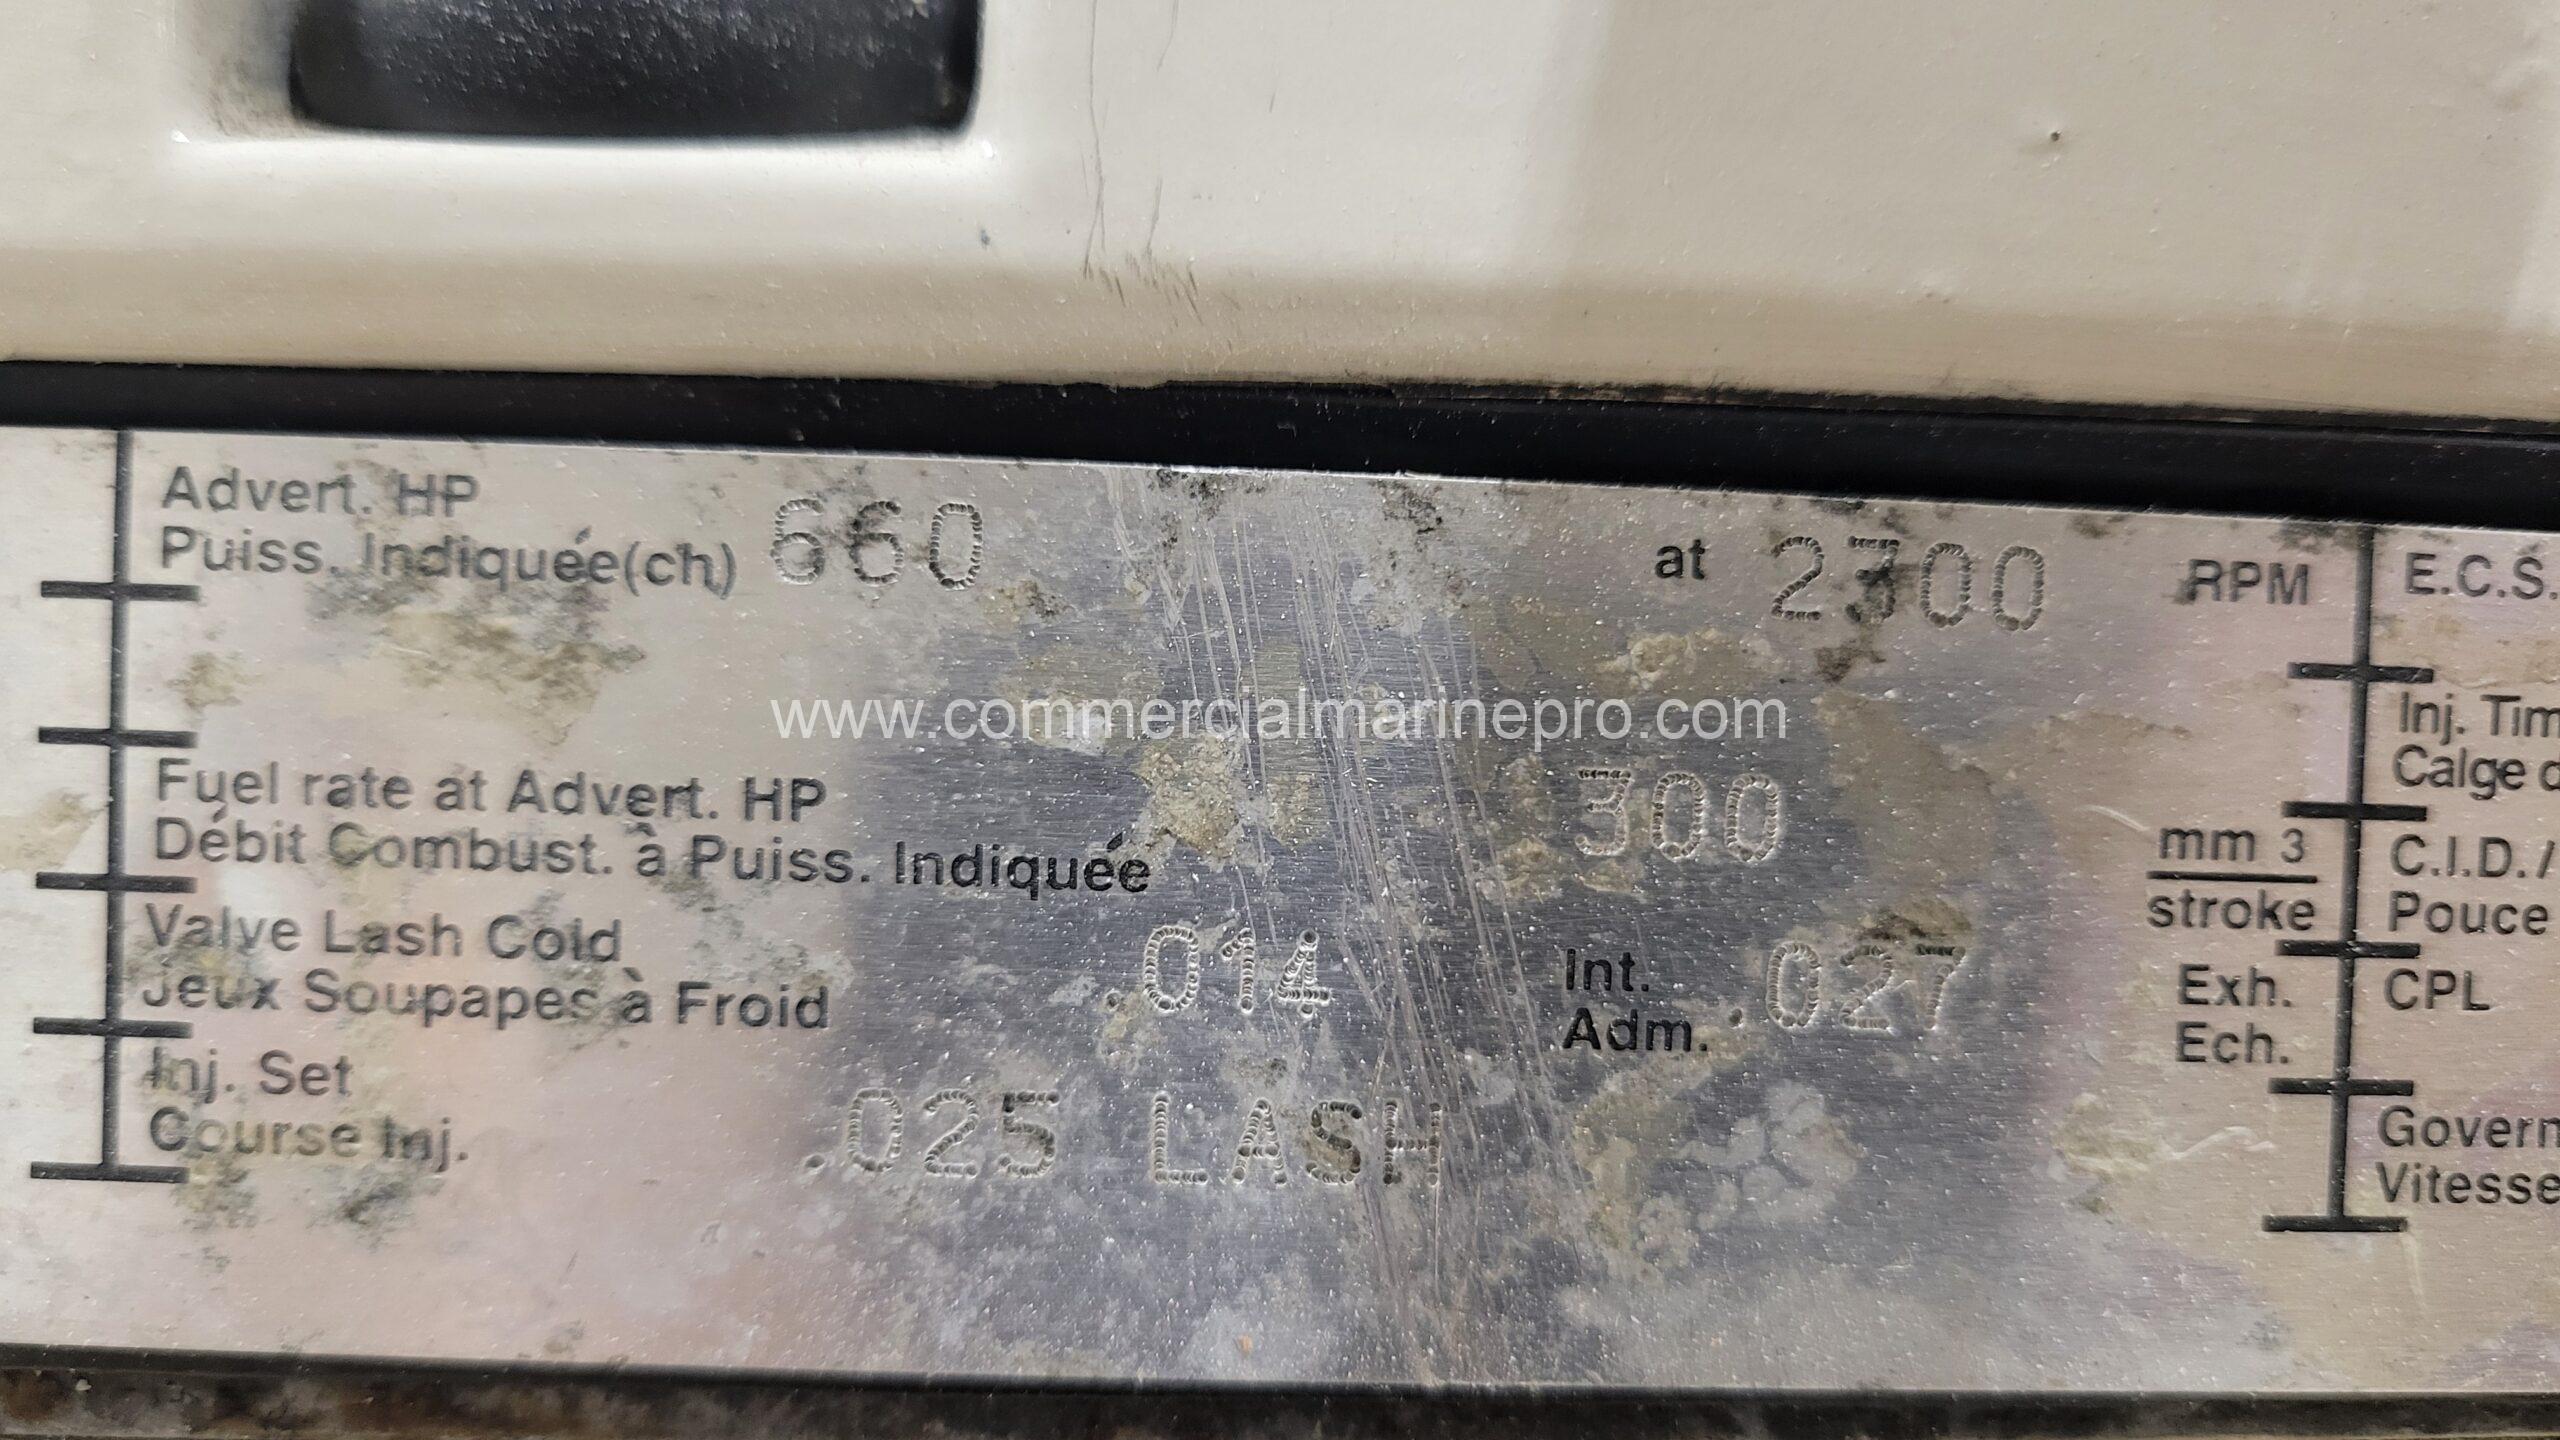 Advert. HP
Puiss. Indiquée(ch) 660 at 2300 RPM
Fuel rate at Advert. HP
Débit Combust. à Puiss. Indiquée 300 mm 3
stroke
Valve Lash Cold
Jeux Soupapes à Froid .014 Int.
Adm. .027 Exh.
Ech.
Inj. Set
Course Inj. .025 LASH
E.C.S.
Inj. Tim
Calge d
C.I.D./
Pouce
CPL
Govern
Vitesse
www.commercialmarinepro.com